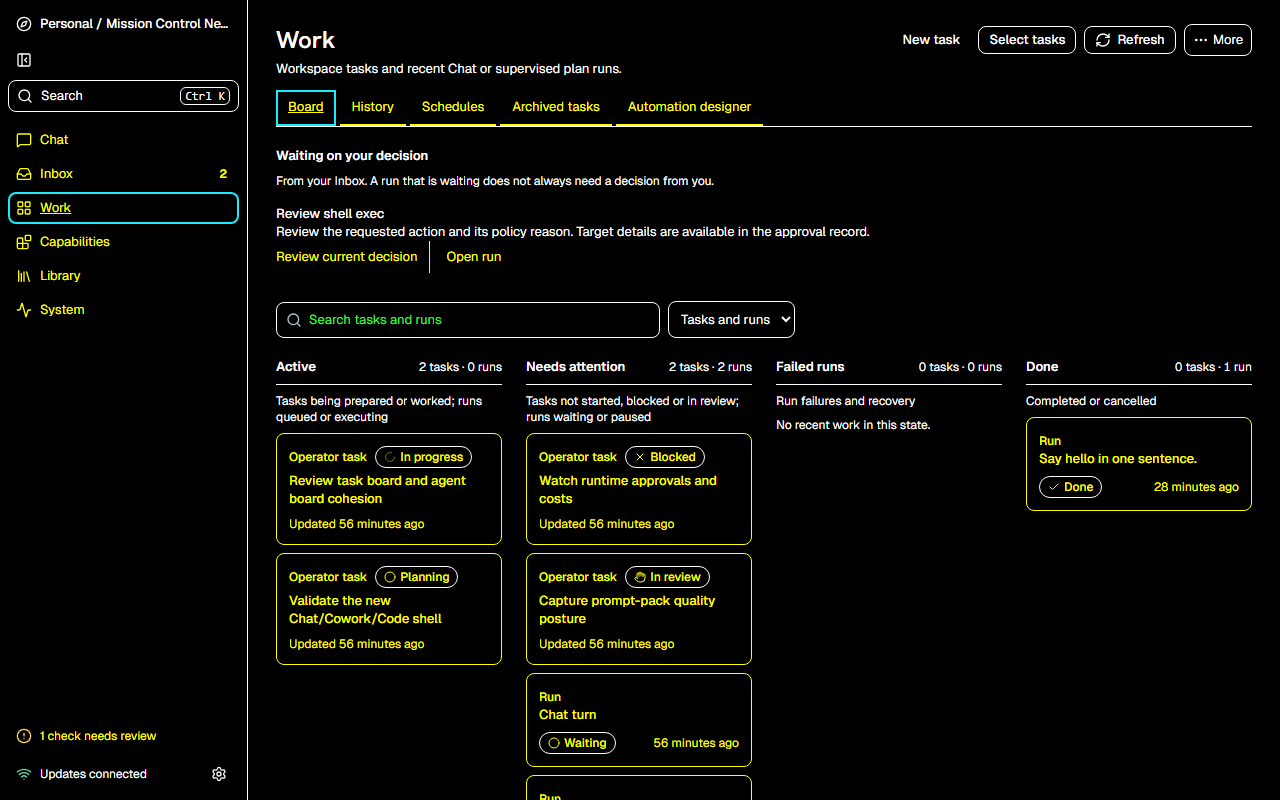 Personal / Mission Control Ne...
Search Ctrl K
Chat
Inbox 2
Work
Capabilities
Library
System
1 check needs review
Updates connected
Work
New task Select tasks Refresh More
Workspace tasks and recent Chat or supervised plan runs.
Board History Schedules Archived tasks Automation designer
Waiting on your decision
From your Inbox. A run that is waiting does not always need a decision from you.
Review shell exec
Review the requested action and its policy reason. Target details are available in the approval record.
Review current decision Open run
Search tasks and runs Tasks and runs
Active 2 tasks · 0 runs
Tasks being prepared or worked; runs
queued or executing
Operator task In progress
Review task board and agent
board cohesion
Updated 56 minutes ago
Operator task Planning
Validate the new
Chat/Cowork/Code shell
Updated 56 minutes ago
Needs attention 2 tasks · 2 runs
Tasks not started, blocked or in review;
runs waiting or paused
Operator task Blocked
Watch runtime approvals and
costs
Updated 56 minutes ago
Operator task In review
Capture prompt-pack quality
posture
Updated 56 minutes ago
Run
Chat turn
Waiting 56 minutes ago
Run
Failed runs 0 tasks · 0 runs
Run failures and recovery
No recent work in this state.
Done 0 tasks · 1 run
Completed or cancelled
Run
Say hello in one sentence.
Done 28 minutes ago